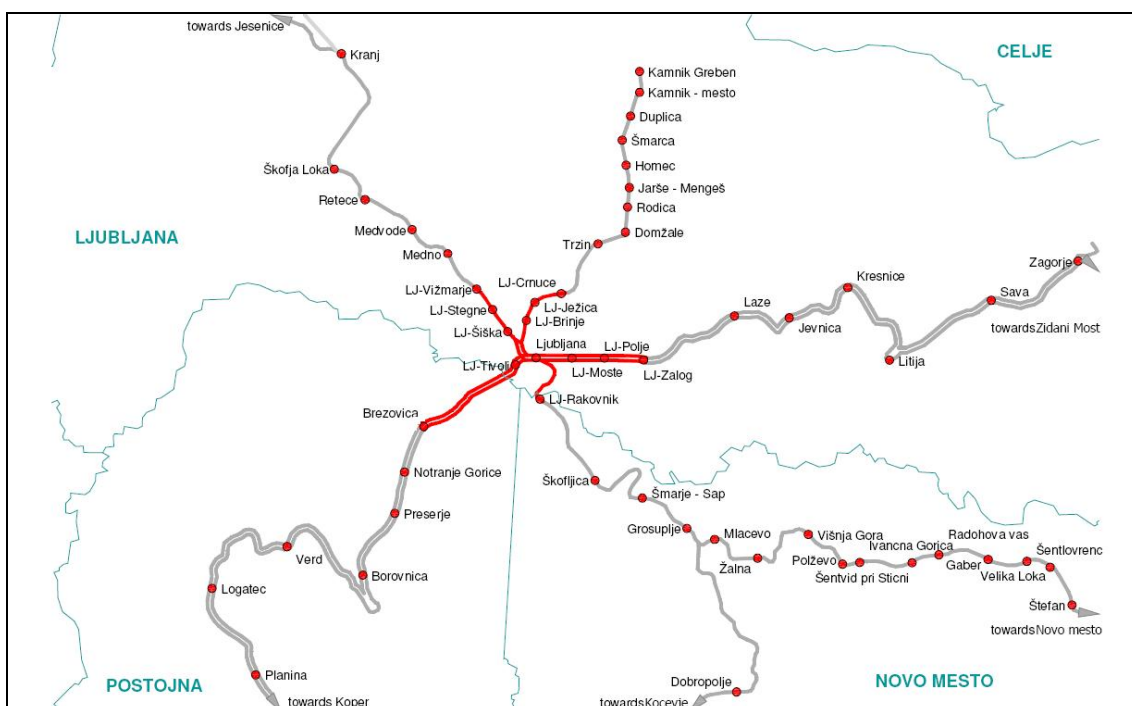 towards Jesenice
Kranj
CELJE
Kamnik Greben
Kamnik - mesto
Duplica
Šmarca
Homec
Jarše - Mengeš
Rodica
Domžale
Trzin
Škofja Loka
Retece
Medvode
Medno
LJUBLJANA
LJ-Vižmarje
LJ-Stegne
LJ-Šiška
LJ-Crnuce
LJ-Ježica
LJ-Brinje
Ljubljana
LJ-Polje
LJ-Tivoli
LJ-Moste
LJ-Zalog
Laze
Jevnica
Kresnice
Litija
Sava
Zagorje
towardsZidani Most
LJ-Rakovnik
Brezovica
Notranje Gorice
Preserje
Borovnica
Verd
Logatec
Planina
towards Koper
POSTOJNA
Škofljica
Šmarje - Sap
Grosuplje
Mlacevo
Žalna
Višnja Gora
Polževo
Šentvid pri Sticni
Ivancna Gorica
Radohova vas
Gaber
Velika Loka
Šentlovrenc
Štefan
towardsNovo mesto
Dobropolje
towardsKocevje
NOVO MESTO